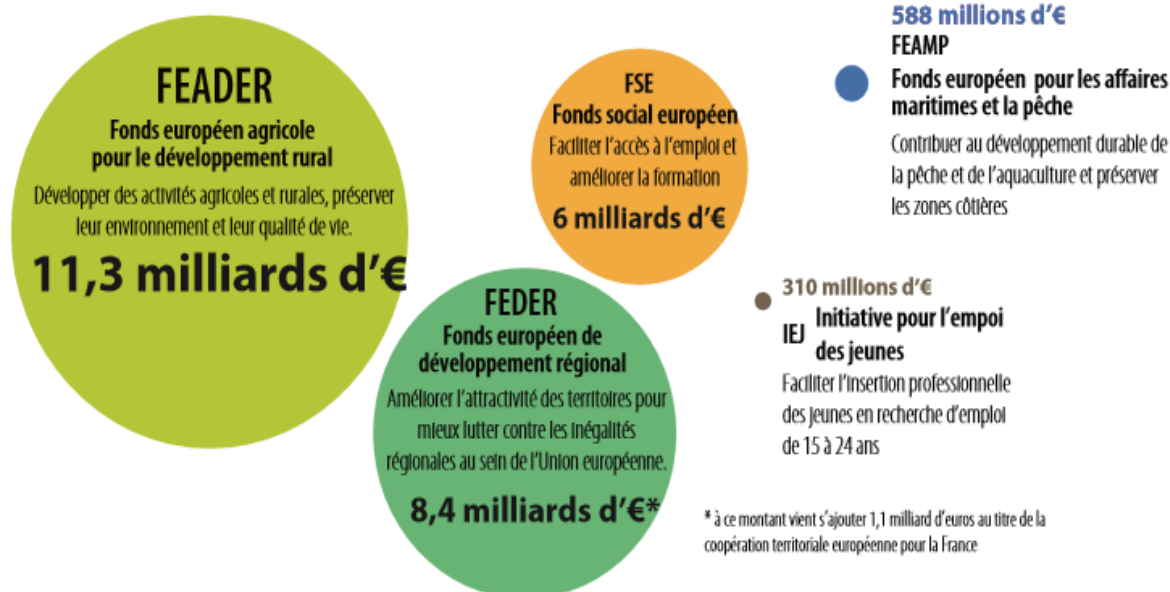 FEADER
Fonds européen agricole
pour le développement rural
Développer des activités agricoles et rurales, préserver
leur environnement et leur qualité de vie.
11,3 milliards d'€
FSE
Fonds social européen
Faciliter l'accès à l'emploi et
améliorer la formation
6 milliards d'€
FEDER
Fonds européen de
développement régional
Améliorer l'attractivité des territoires pour
mieux lutter contre les inégalités
régionales au sein de l'Union européenne.
8,4 milliards d'€*
588 millions d'€
FEAMP
Fonds européen pour les affaires
maritimes et la pêche
Contribuer au développement durable de
la pêche et de l'aquaculture et préserver
les zones côtières
310 millions d'€
IEJ Initiative pour l'empoi
des jeunes
Faciliter l'insertion professionnelle
des jeunes en recherche d'emploi
de 15 à 24 ans
* à ce montant vient s'ajouter 1,1 milliard d'euros au titre de la
coopération territoriale européenne pour la France